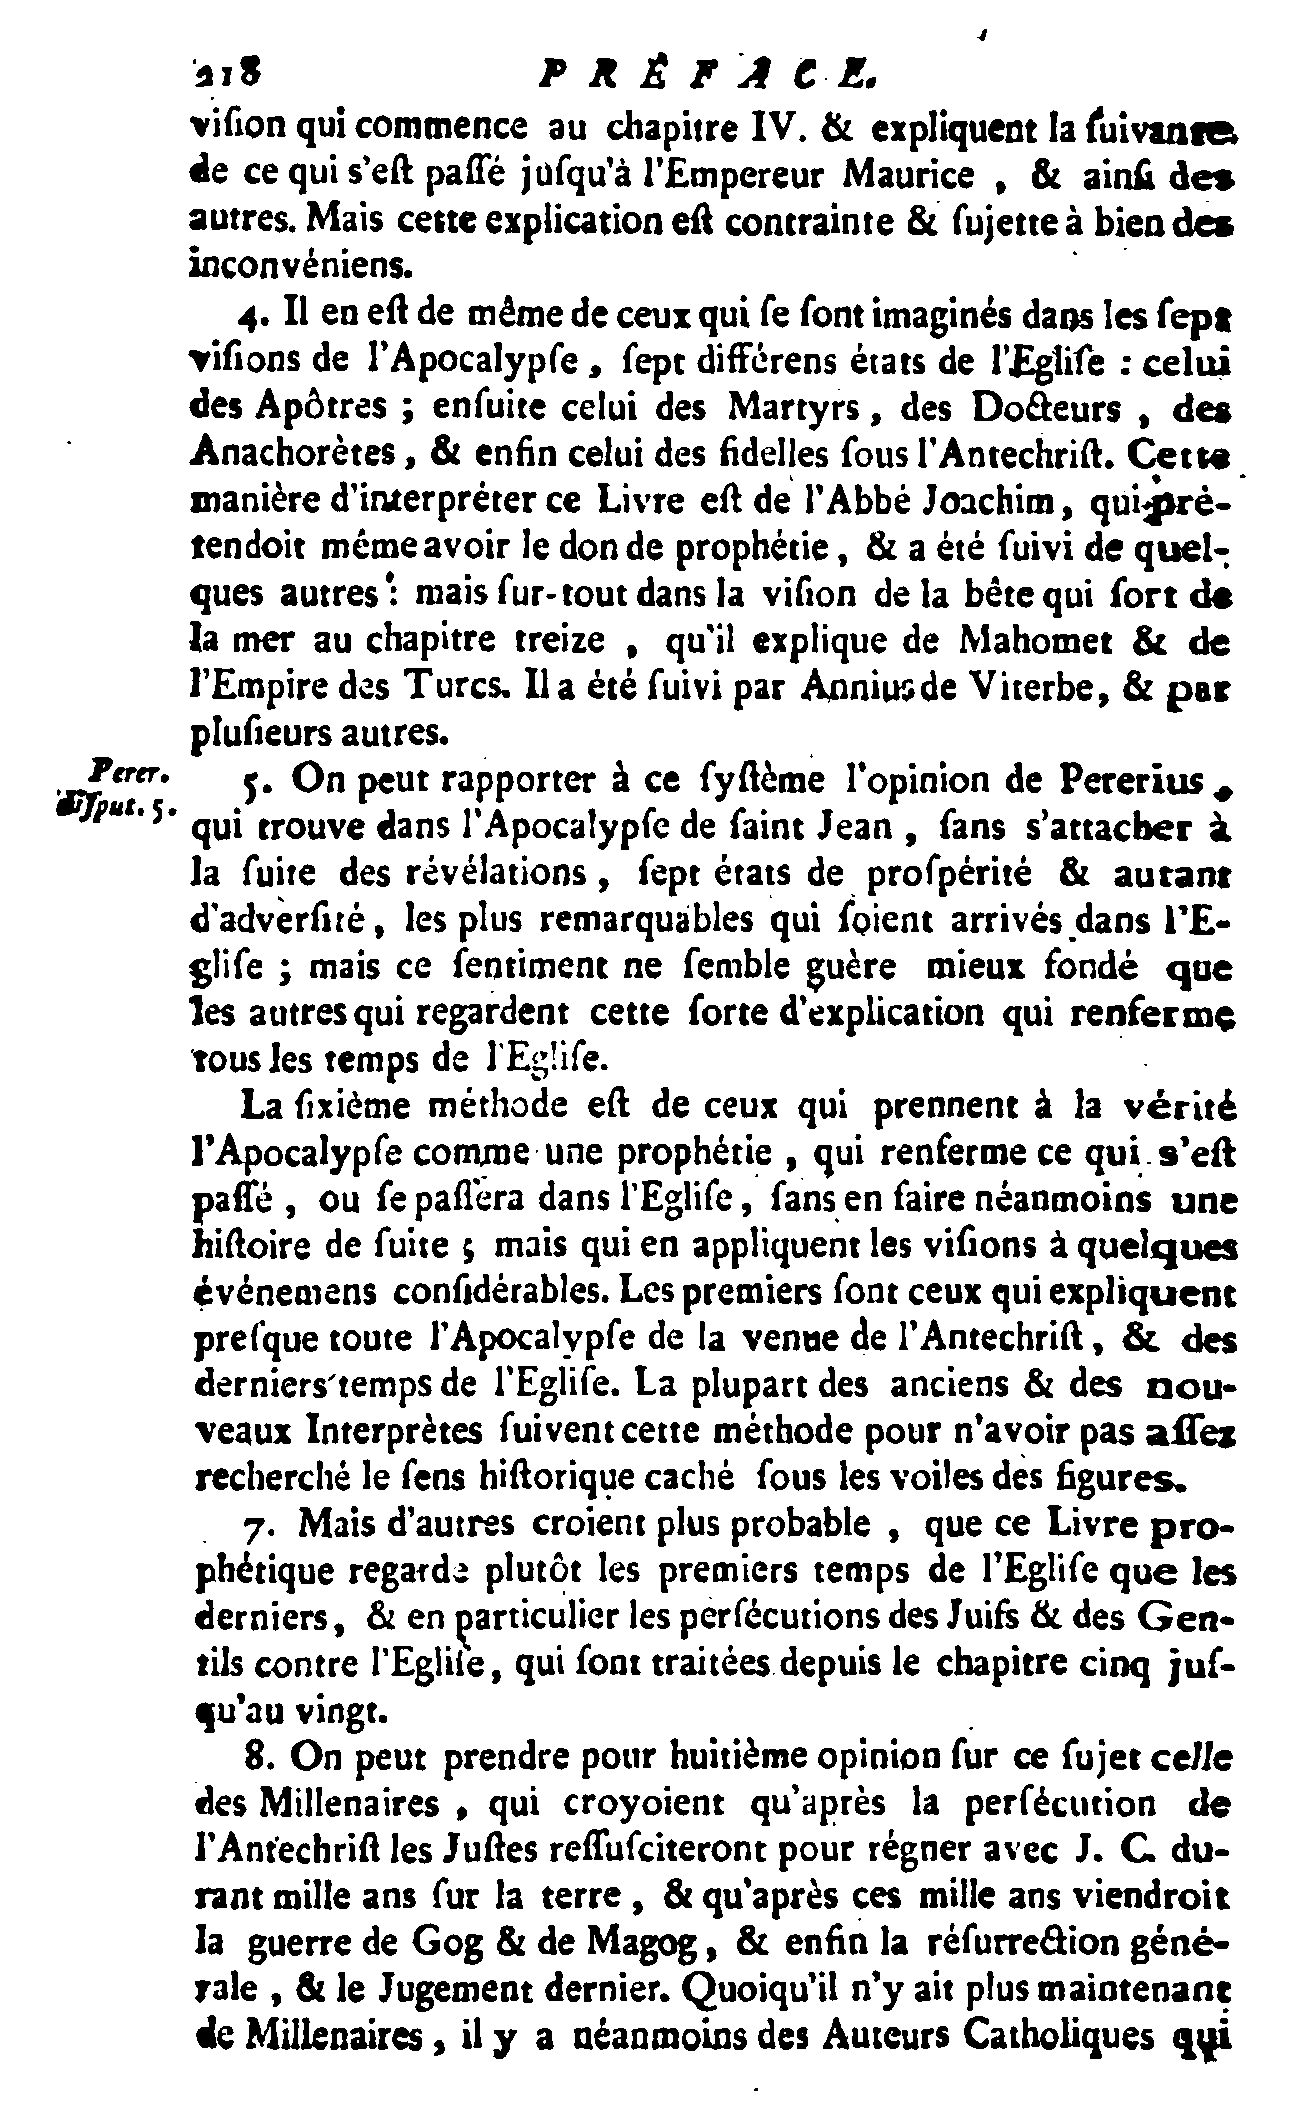 218 PRÉFACE.
viſion qui commence au chapitre IV. & expliquent la ſuivante
de ce qui s'eſt paſſé juſqu'à l'Empereur Maurice , & ainſi des
autres. Mais cette explication eſt contrainte & ſujette à bien des
inconvéniens.
4. Il en eſt de même de ceux qui ſe ſont imaginés dans les ſept
viſions de l'Apocalypſe , ſept différens états de l'Egliſe : celui
des Apôtres ; enſuite celui des Martyrs , des Docteurs , des
Anachorètes , & enfin celui des fidelles ſous l'Antechriſt. Cette
manière d'interpréter ce Livre eſt de l'Abbé Joachim , qui pré-
tendoit même avoir le don de prophétie , & a été ſuivi de quel-
ques autres : mais ſur-tout dans la viſion de la bête qui ſort de
la mer au chapitre treize , qu'il explique de Mahomet & de
l'Empire des Turcs. Il a été ſuivi par Annius de Viterbe, & par
pluſieurs autres.
Perer.
diſput. 5.
5. On peut rapporter à ce ſyſtème l'opinion de Pererius ,
qui trouve dans l'Apocalypſe de ſaint Jean , ſans s'attacher à
la ſuite des révélations , ſept états de proſpérité & autant
d'adverſité , les plus remarquables qui ſoient arrivés dans l'E-
gliſe ; mais ce ſentiment ne ſemble guère mieux fondé que
les autres qui regardent cette ſorte d'explication qui renferme
tous les temps de l'Egliſe.
La ſixième méthode eſt de ceux qui prennent à la vérité
l'Apocalypſe comme une prophétie , qui renferme ce qui s'eſt
paſſé , ou ſe paſſera dans l'Egliſe , ſans en faire néanmoins une
hiſtoire de ſuite ; mais qui en appliquent les viſions à quelques
événemens conſidérables. Les premiers ſont ceux qui expliquent
preſque toute l'Apocalypſe de la venue de l'Antechriſt , & des
derniers temps de l'Egliſe. La plupart des anciens & des nou-
veaux Interprètes ſuivent cette méthode pour n'avoir pas aſſez
recherché le ſens hiſtorique caché ſous les voiles des figures.
7. Mais d'autres croient plus probable , que ce Livre pro-
phétique regarde plutôt les premiers temps de l'Egliſe que les
derniers , & en particulier les perſécutions des Juifs & des Gen-
tils contre l'Egliſe , qui ſont traitées depuis le chapitre cinq juſ-
qu'au vingt.
8. On peut prendre pour huitième opinion ſur ce ſujet celle
des Millenaires , qui croyoient qu'après la perſécution de
l'Antechriſt les Juſtes reſſuſciteront pour régner avec J. C. du-
rant mille ans ſur la terre , & qu'après ces mille ans viendroit
la guerre de Gog & de Magog , & enfin la réſurrection géné-
rale , & le Jugement dernier. Quoiqu'il n'y ait plus maintenant
de Millenaires , il y a néanmoins des Auteurs Catholiques qui